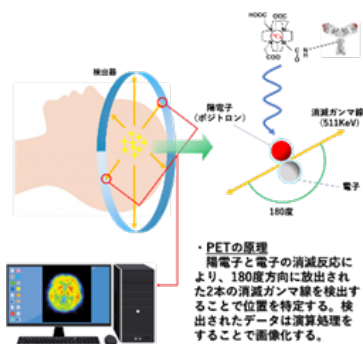 HOOC
OOC
COO
N
H
C
O
検出器
陽電子
(ポジトロン)
消滅ガンマ線
(511KeV)
電子
180度
・PETの原理
陽電子と電子の消滅反応に
より、180度方向に放出され
た2本の消滅ガンマ線を検出す
ることで位置を特定する。検
出されたデータは演算処理を
することで画像化する。